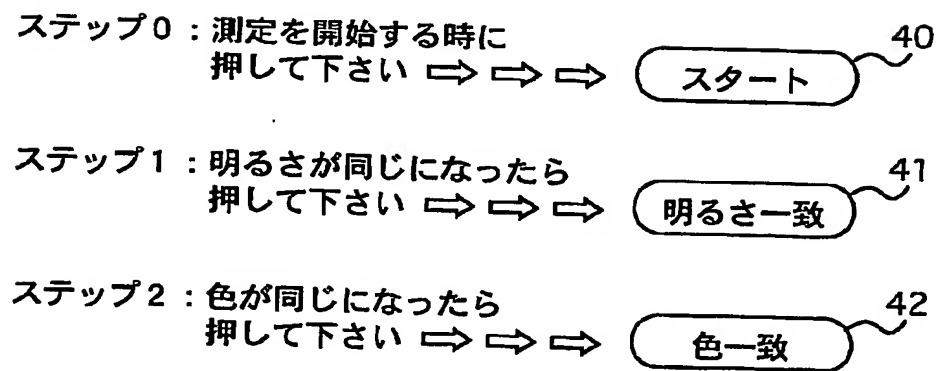 ステップ0：測定を開始する時に
押して下さい ⇨ ⇨ ⇨ スタート 40
ステップ1：明るさが同じになったら
押して下さい ⇨ ⇨ ⇨ 明るさ一致 41
ステップ2：色が同じになったら
押して下さい ⇨ ⇨ ⇨ 色一致 42